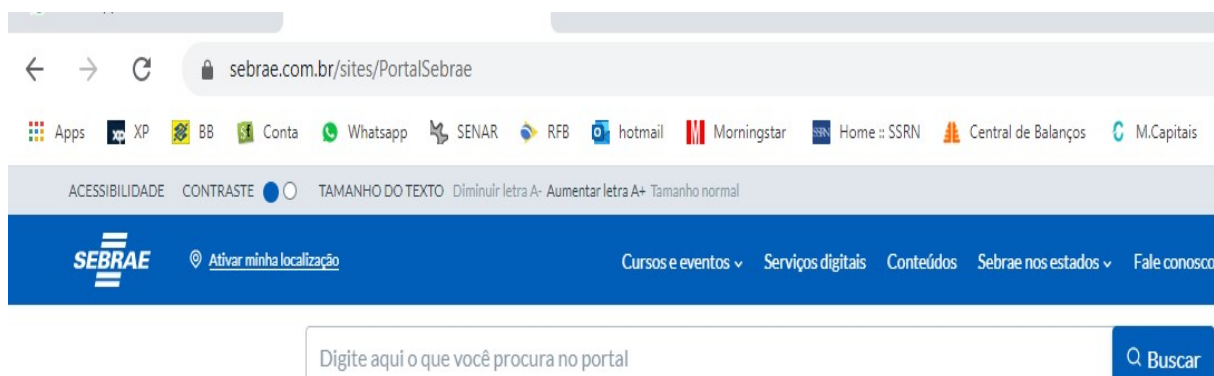 sebrae.com.br/sites/PortalSebrae
Apps XP XP BB Conta Whatsapp SENAR RFB hotmail Morningstar SSRN Home :: SSRN Central de Balanços M.Capitais
ACESSIBILIDADE CONTRASTE TAMANHO DO TEXTO Diminuir letra A- Aumentar letra A+ Tamanho normal
SEBRAE Ativar minha localização Cursos e eventos Serviços digitais Conteúdos Sebrae nos estados Fale conosco
Digite aqui o que você procura no portal Buscar